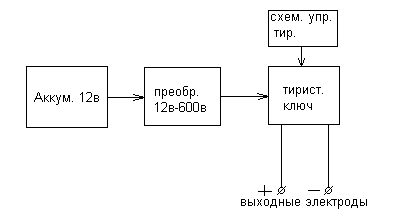 схем. упр.
тир.
Аккум. 12в
преобр.
12в-600в
тирист.
ключ
+ −
выходные электроды